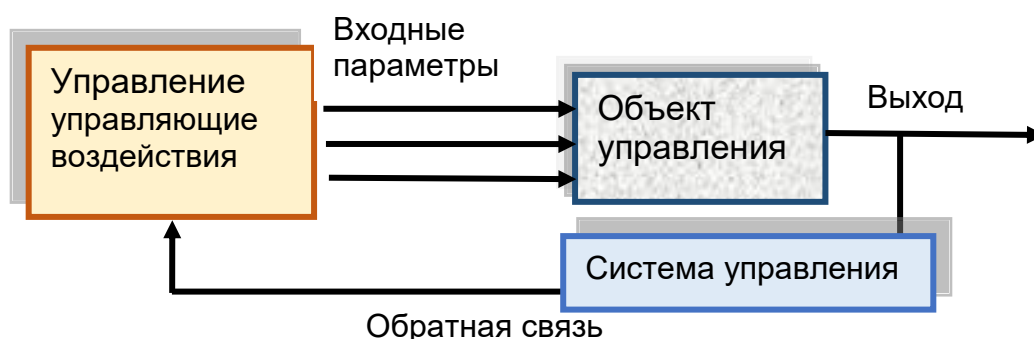 Управление
управляющие
воздействия
Входные
параметры
Объект
управления
Выход
Система управления
Обратная связь